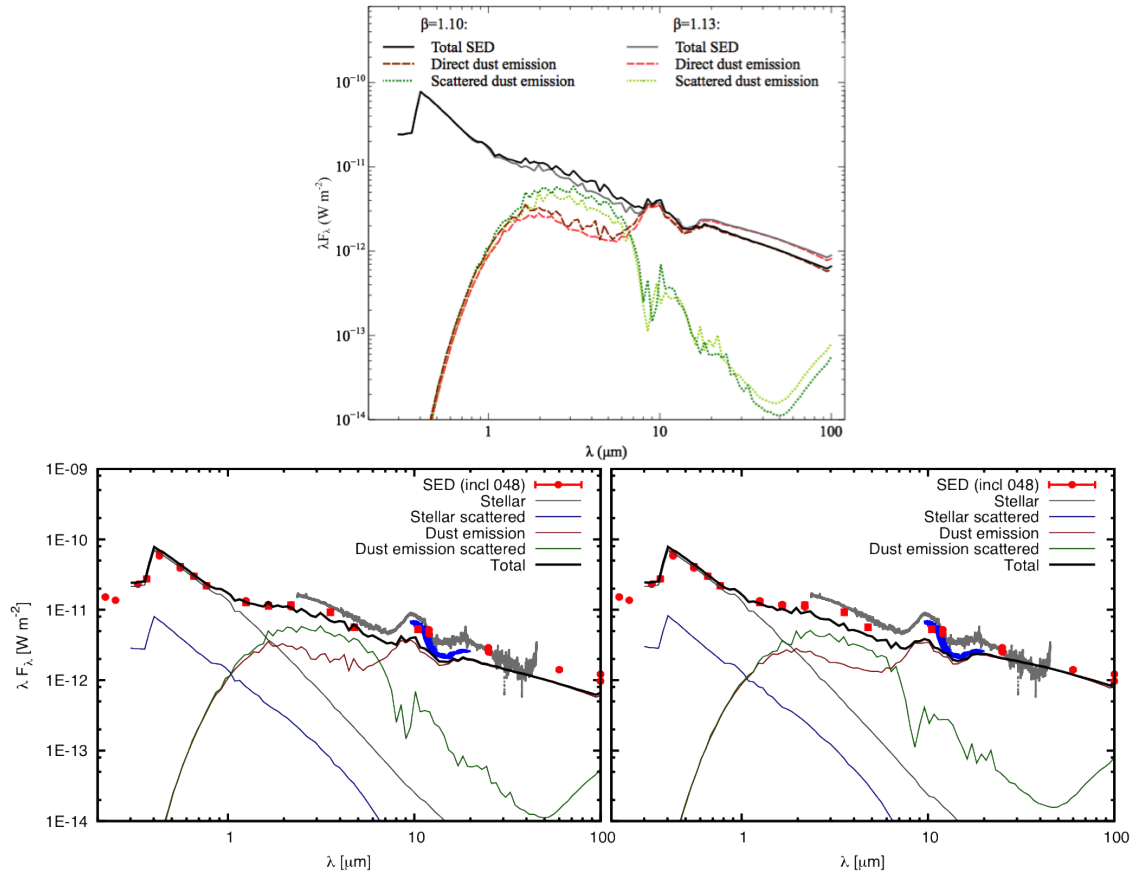 β=1.10: β=1.13:
Total SED Total SED
Direct dust emission Direct dust emission
Scattered dust emission Scattered dust emission
10⁻¹⁰
10⁻¹¹
10⁻¹²
10⁻¹³
10⁻¹⁴
λF_λ (W m⁻²)
1 10 100
λ (μm)
1E-09
1E-10
1E-11
1E-12
1E-13
1E-14
λ F_λ [W m⁻²]
SED (incl 048)
Stellar
Stellar scattered
Dust emission
Dust emission scattered
Total
1 10 100
λ [μm]
SED (incl 048)
Stellar
Stellar scattered
Dust emission
Dust emission scattered
Total
1 10 100
λ [μm]